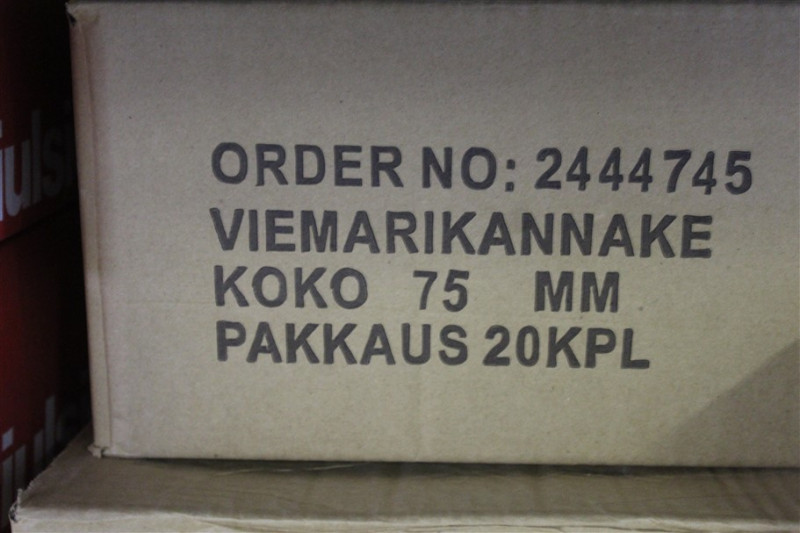 ORDER NO: 2444745
VIEMARIKANNAKE
KOKO 75 MM
PAKKAUS 20KPL